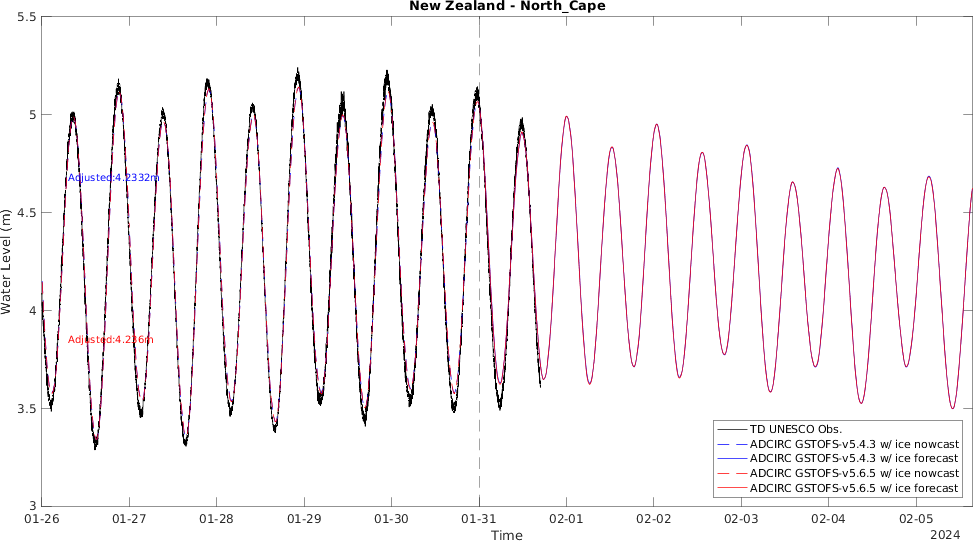 New Zealand - North_Cape
5.5
5
4.5
4
3.5
3
Water Level (m)
Adjusted:4.2332m
Adjusted:4.236m
TD UNESCO Obs.
ADCIRC GSTOFS-v5.4.3 w/ ice nowcast
ADCIRC GSTOFS-v5.4.3 w/ ice forecast
ADCIRC GSTOFS-v5.6.5 w/ ice nowcast
ADCIRC GSTOFS-v5.6.5 w/ ice forecast
01-26 01-27 01-28 01-29 01-30 01-31 02-01 02-02 02-03 02-04 02-05
Time
2024